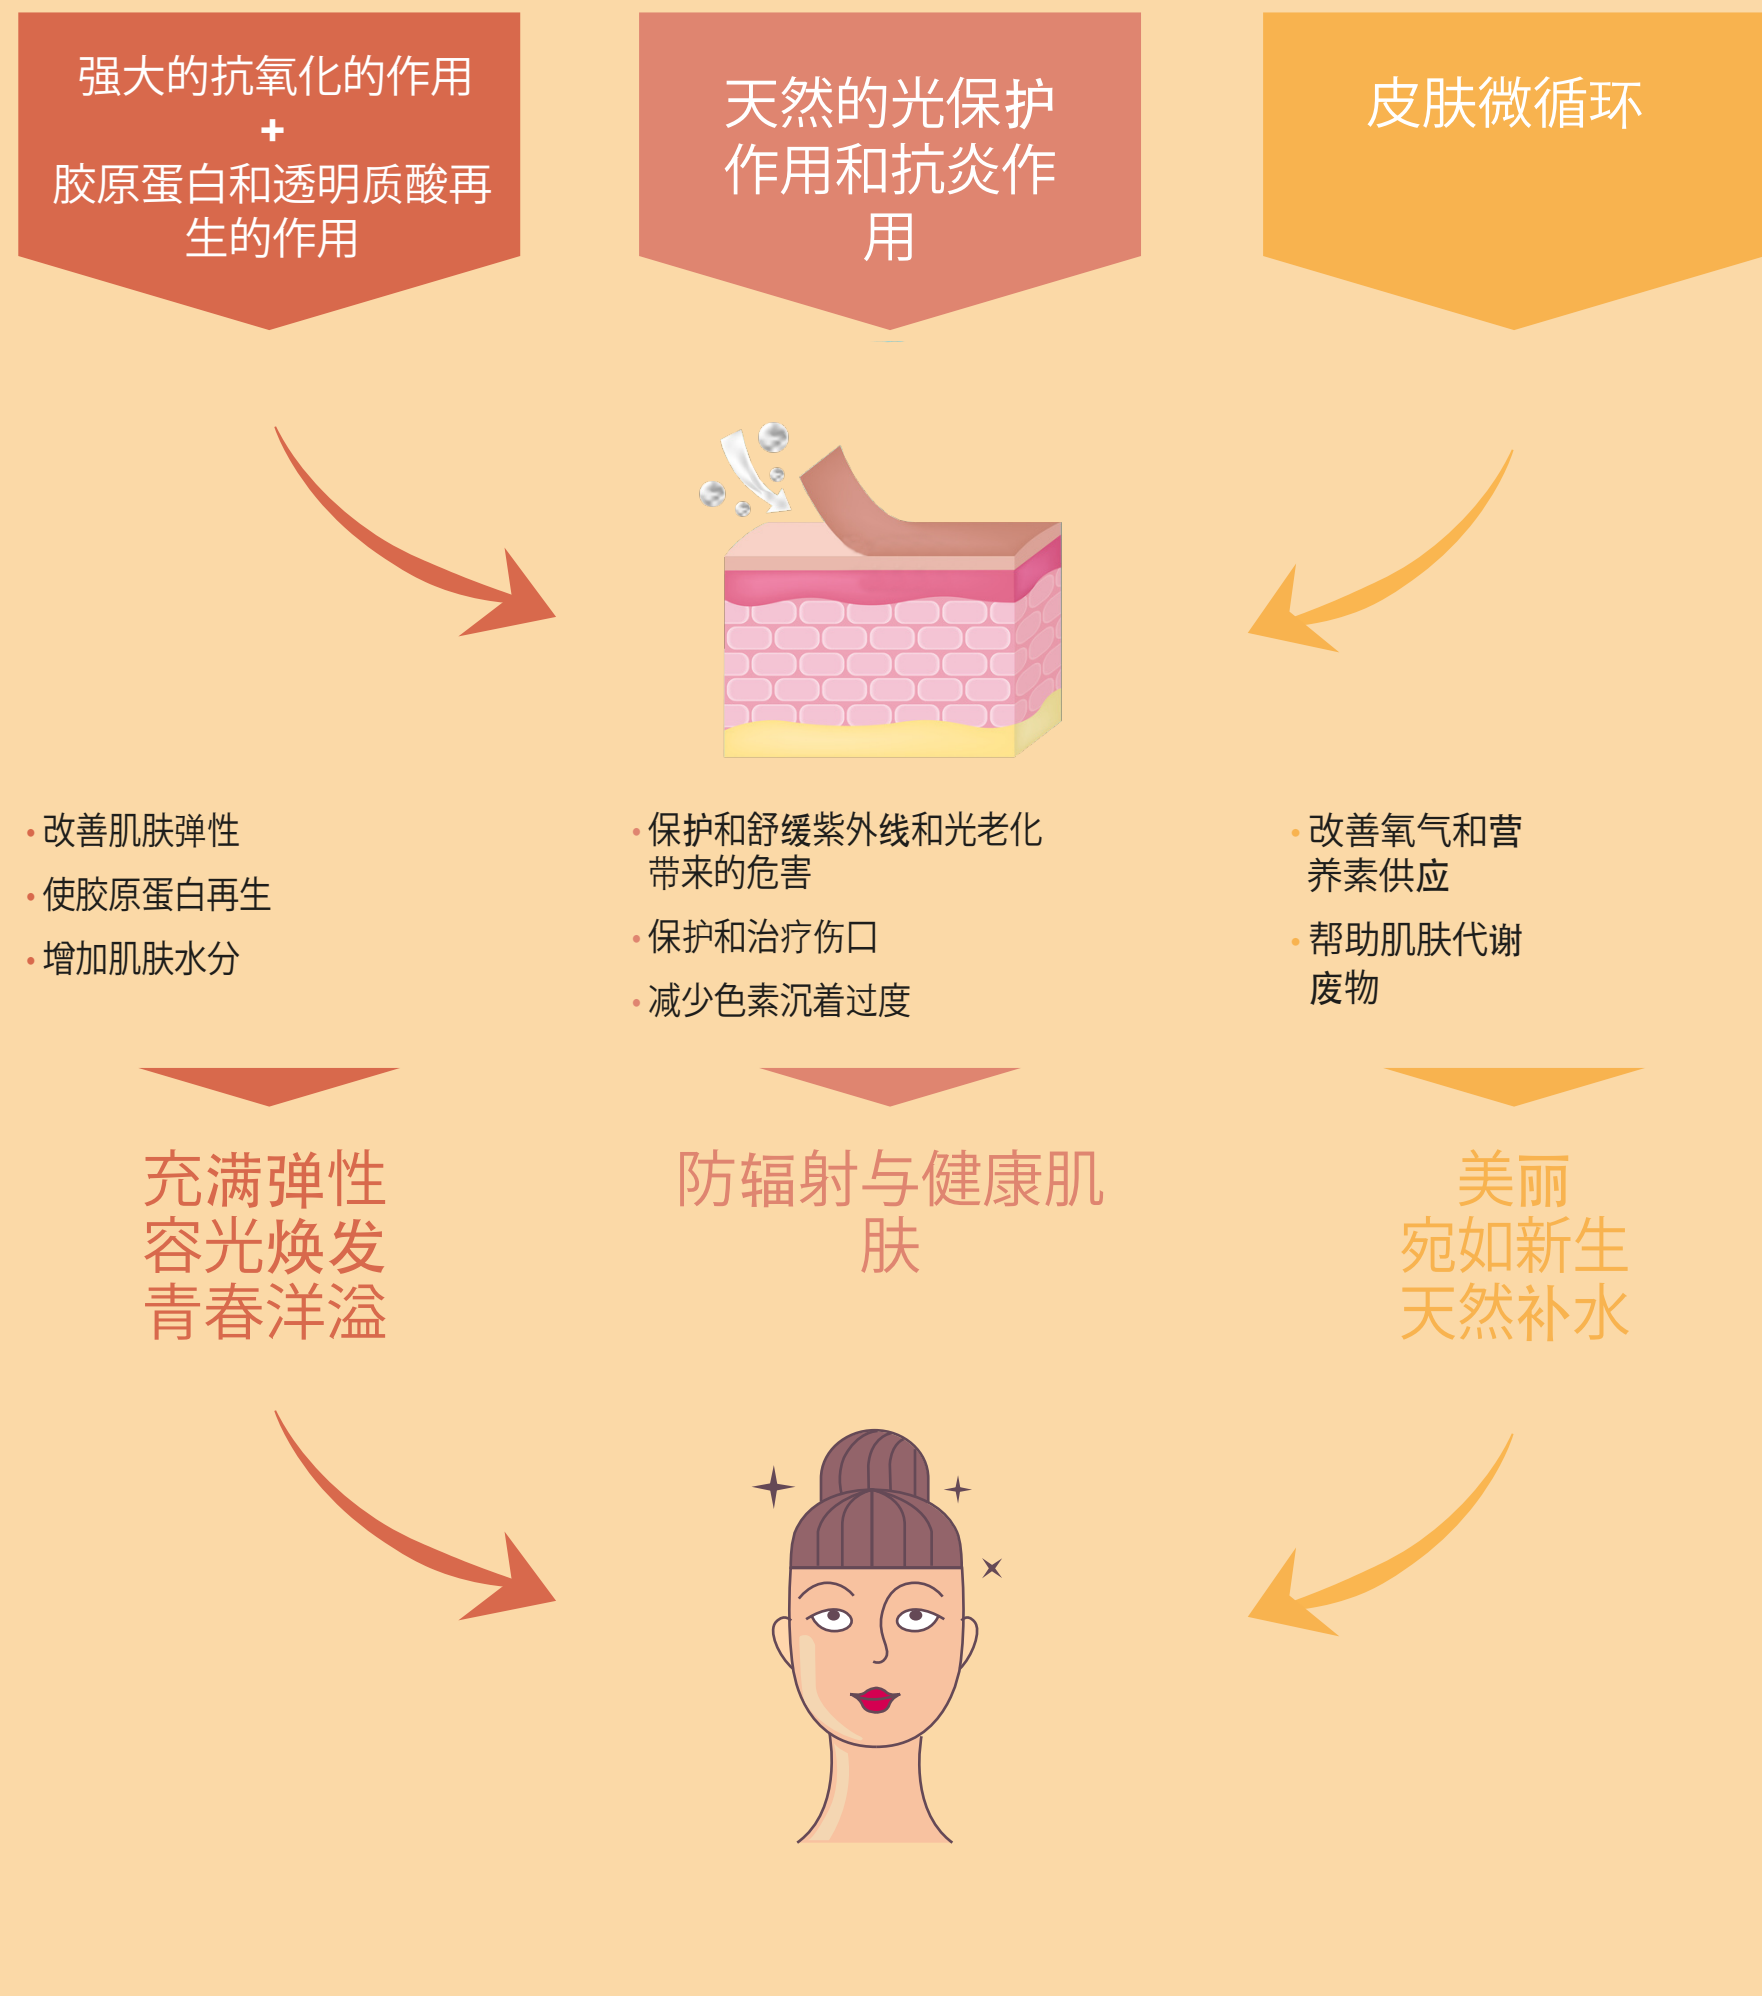 强大的抗氧化的作用
+
胶原蛋白和透明质酸再
生的作用
天然的光保护
作用和抗炎作
用
皮肤微循环
• 改善肌肤弹性
• 使胶原蛋白再生
• 增加肌肤水分
• 保护和舒缓紫外线和光老化
带来的危害
• 保护和治疗伤口
• 减少色素沉着过度
• 改善氧气和营
养素供应
• 帮助肌肤代谢
废物
充满弹性
容光焕发
青春洋溢
防辐射与健康肌
肤
美丽
宛如新生
天然补水